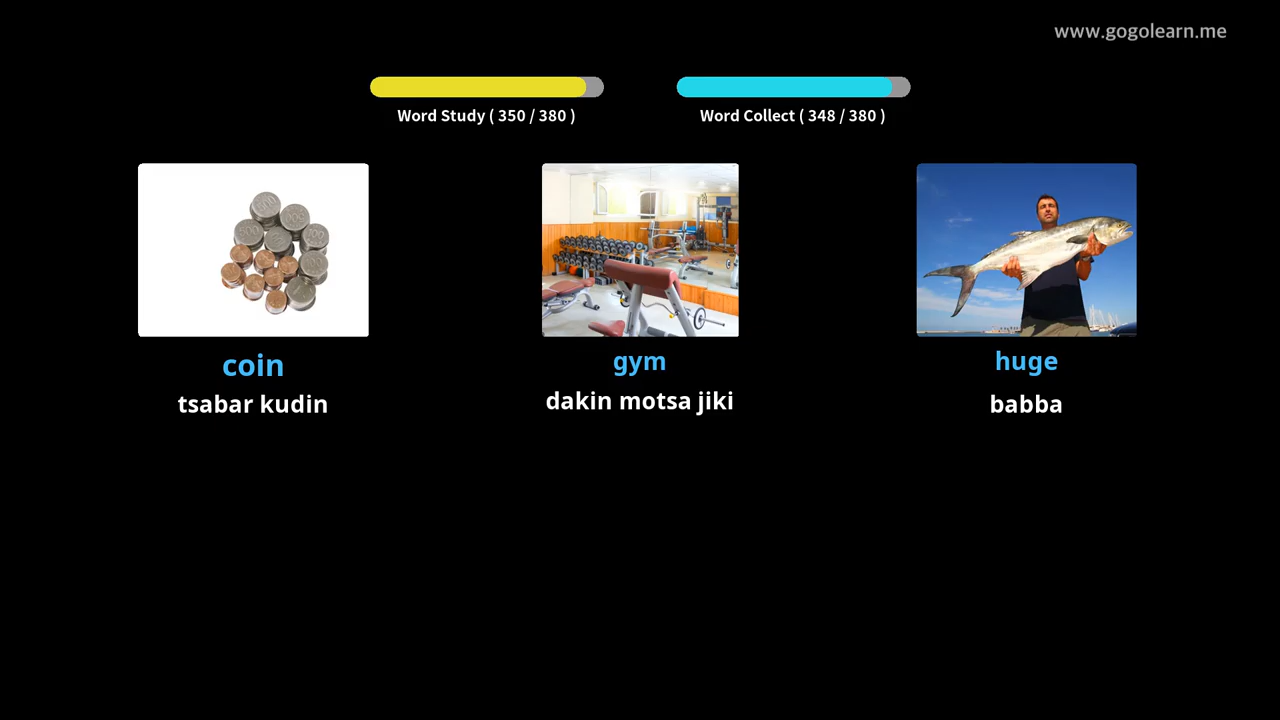 www.gogolearn.me
Word Study ( 350 / 380 )
Word Collect ( 348 / 380 )
coin
tsabar kudin
gym
dakin motsa jiki
huge
babba